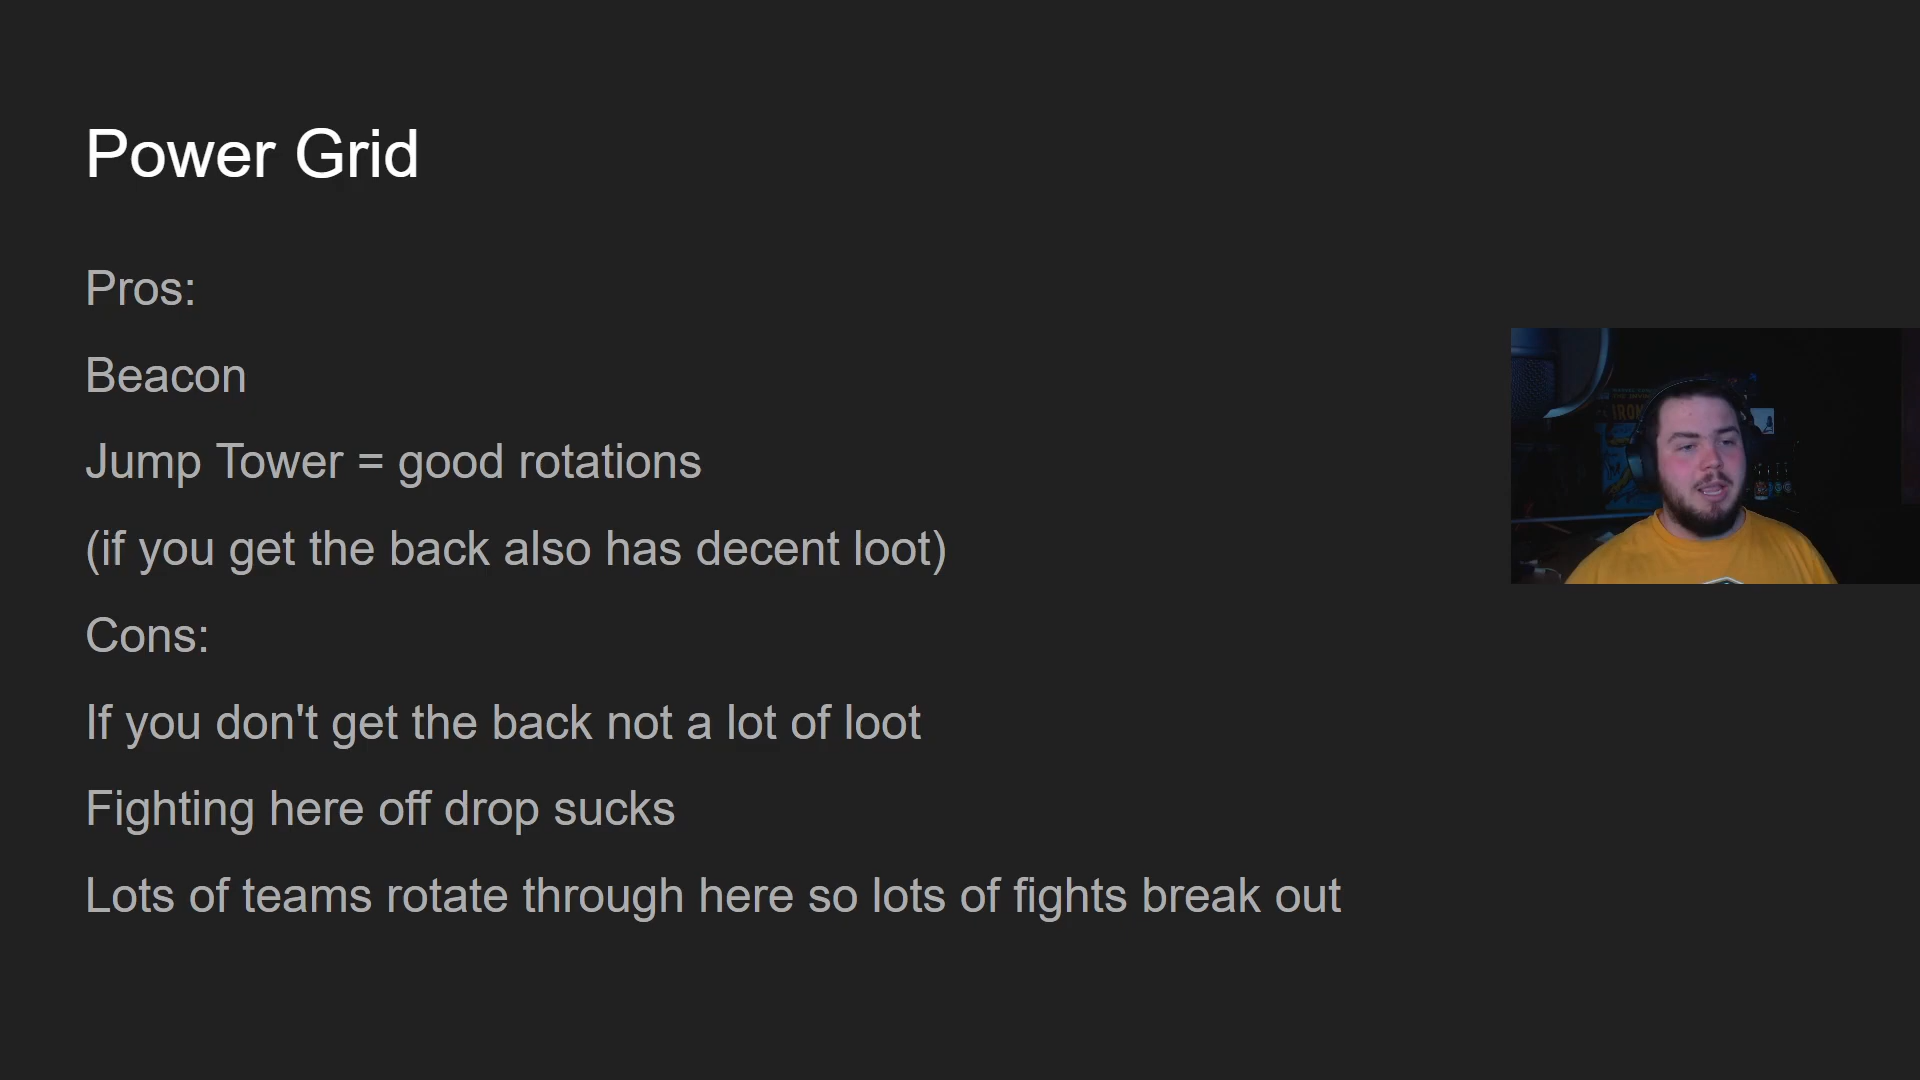 Power Grid
Pros:
Beacon
Jump Tower = good rotations
(if you get the back also has decent loot)
Cons:
If you don't get the back not a lot of loot
Fighting here off drop sucks
Lots of teams rotate through here so lots of fights break out
IRON